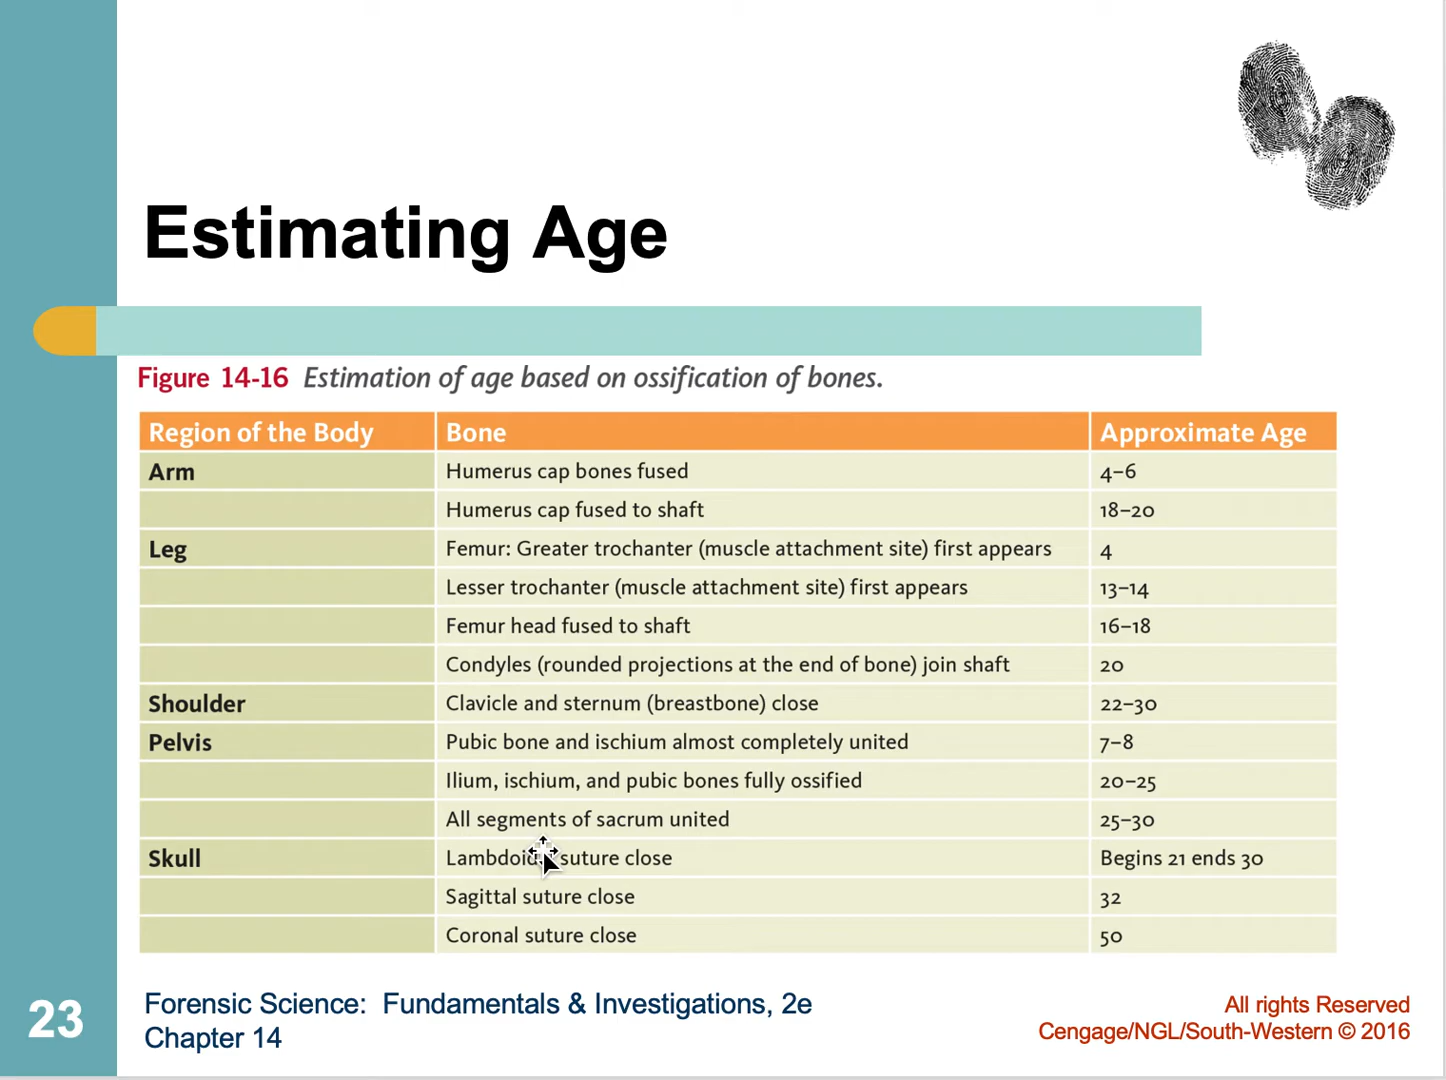 Estimating Age
Figure 14-16 Estimation of age based on ossification of bones.
Region of the Body Bone Approximate Age
Arm Humerus cap bones fused 4–6
Humerus cap fused to shaft 18–20
Leg Femur: Greater trochanter (muscle attachment site) first appears 4
Lesser trochanter (muscle attachment site) first appears 13–14
Femur head fused to shaft 16–18
Condyles (rounded projections at the end of bone) join shaft 20
Shoulder Clavicle and sternum (breastbone) close 22–30
Pelvis Pubic bone and ischium almost completely united 7–8
Ilium, ischium, and pubic bones fully ossified 20–25
All segments of sacrum united 25–30
Skull suture close Begins 21 ends 30
Sagittal suture close 32
Coronal suture close 50
23
Forensic Science: Fundamentals & Investigations, 2e
Chapter 14
All rights Reserved
Cengage/NGL/South-Western © 2016